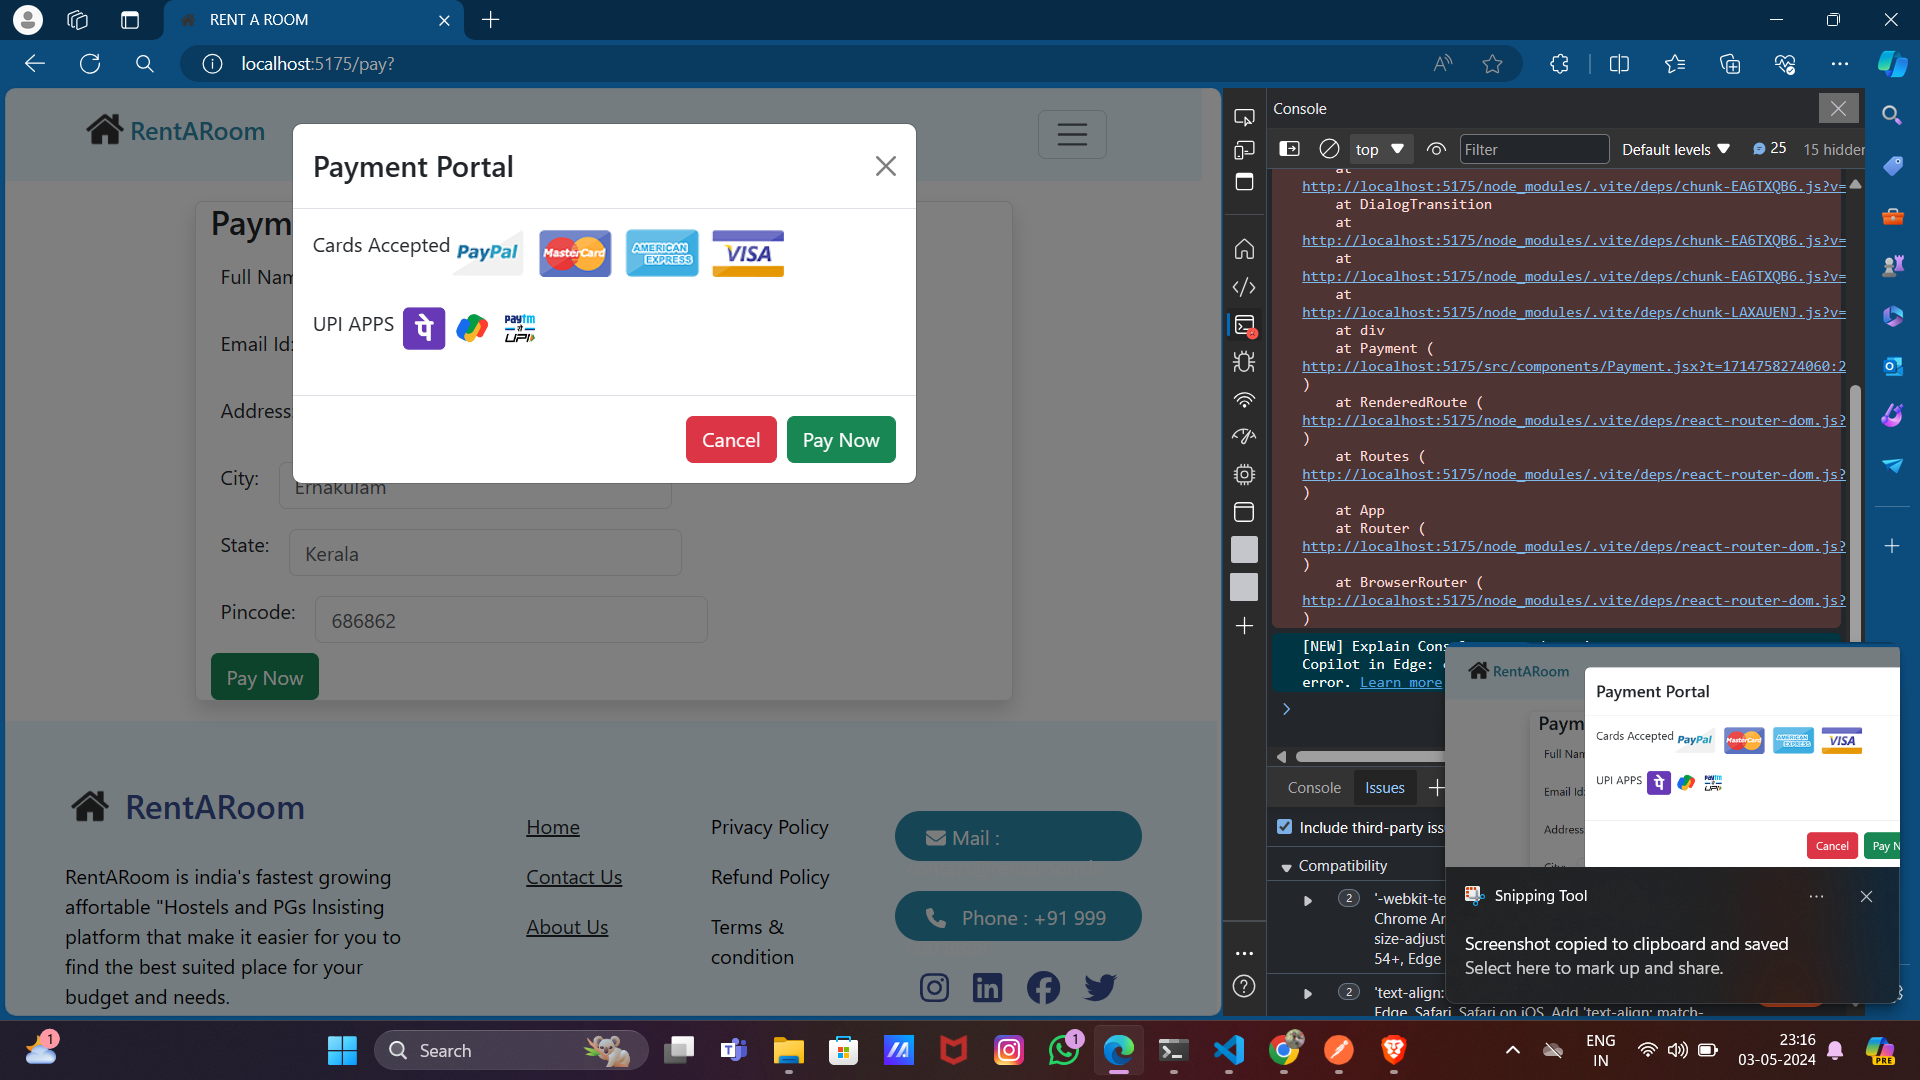 RENT A ROOM
localhost:5175/pay?
RentARoom
Payment Portal
Cards Accepted PayPal MasterCard AMERICAN EXPRESS VISA
UPI APPS पे Paytm से UPI
Cancel Pay Now
Paym
Full Nam
Email Id:
Address
City: Ernakulam
State: Kerala
Pincode: 686862
Pay Now
RentARoom
RentARoom is india's fastest growing
affortable "Hostels and PGs Insisting
platform that make it easier for you to
find the best suited place for your
budget and needs.
Home
Contact Us
About Us
Privacy Policy
Refund Policy
Terms &
condition
Mail :
Phone : +91 999
Console
top Filter Default levels 25 15 hidden
at
http://localhost:5175/node_modules/.vite/deps/chunk-EA6TXQB6.js?v=
at DialogTransition
at
http://localhost:5175/node_modules/.vite/deps/chunk-EA6TXQB6.js?v=
at
http://localhost:5175/node_modules/.vite/deps/chunk-EA6TXQB6.js?v=
at
http://localhost:5175/node_modules/.vite/deps/chunk-LAXAUENJ.js?v=
at div
at Payment (
http://localhost:5175/src/components/Payment.jsx?t=1714758274060:2
)
at RenderedRoute (
http://localhost:5175/node_modules/.vite/deps/react-router-dom.js?
)
at Routes (
http://localhost:5175/node_modules/.vite/deps/react-router-dom.js?
)
at App
at Router (
http://localhost:5175/node_modules/.vite/deps/react-router-dom.js?
)
at BrowserRouter (
http://localhost:5175/node_modules/.vite/deps/react-router-dom.js?
)
[NEW] Explain Cons
Copilot in Edge:
error. Learn more
Console Issues
Include third-party iss
Compatibility
2 '-webkit-te
Chrome Ar
size-adjust
54+, Edge
2 'text-align:
Edge, Safari, Safari on iOS. Add 'text-align: match-
RentARoom
Payment Portal
Paym
Cards Accepted PayPal MasterCard AMERICAN EXPRESS VISA
Full Nam
UPI APPS पे Paytm से UPI
Email Id:
Address
Cancel Pay N
Snipping Tool
Screenshot copied to clipboard and saved
Select here to mark up and share.
1
Search
1
ENG
IN
23:16
03-05-2024
PRE